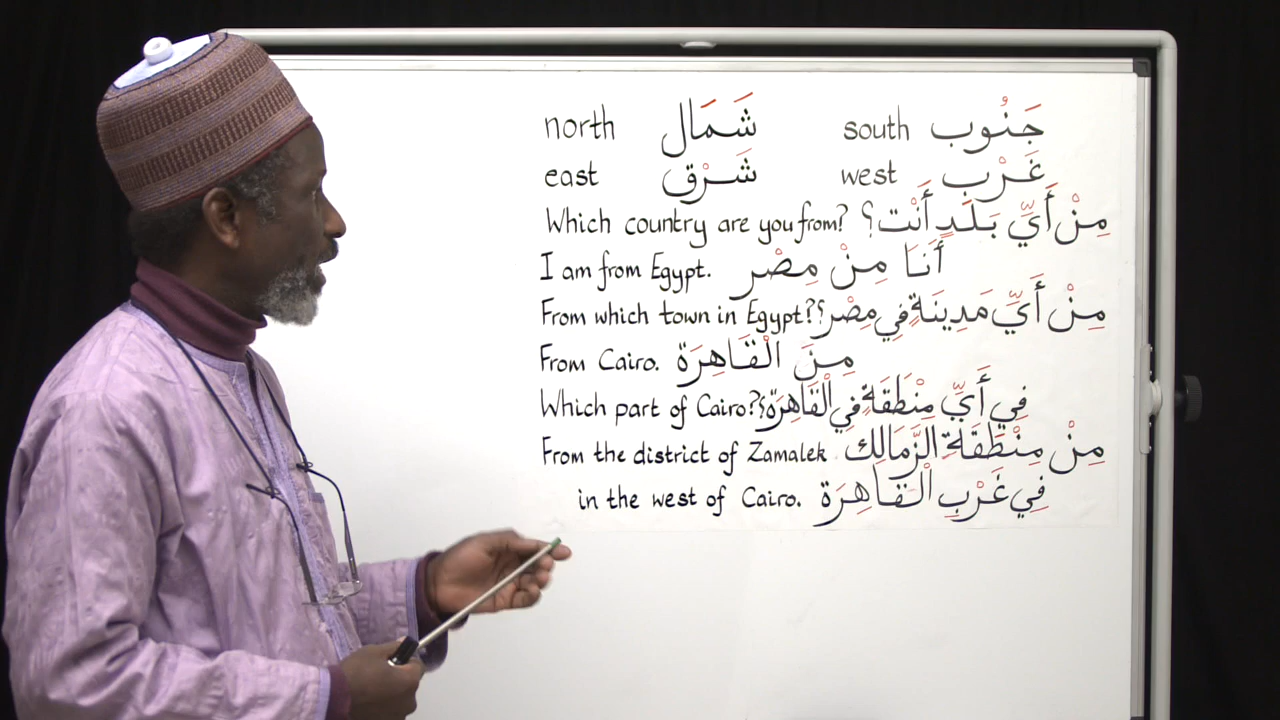 north شَمَال south جَنُوب
east شَرْق west غَرْب
Which country are you from? مِنْ أَيِّ بَلَدٍ أَنْت؟
I am from Egypt. أَنَا مِنْ مِصْر
From which town in Egypt? مِنْ أَيِّ مَدِينَةٍ فِي مِصْر؟
From Cairo. مِنَ الْقَاهِرَة
Which part of Cairo? فِي أَيِّ مِنْطَقَةٍ فِي الْقَاهِرَة؟
From the district of Zamalek مِنْ مِنْطَقَةِ الزَّمَالِك
in the west of Cairo. فِي غَرْبِ الْقَاهِرَة